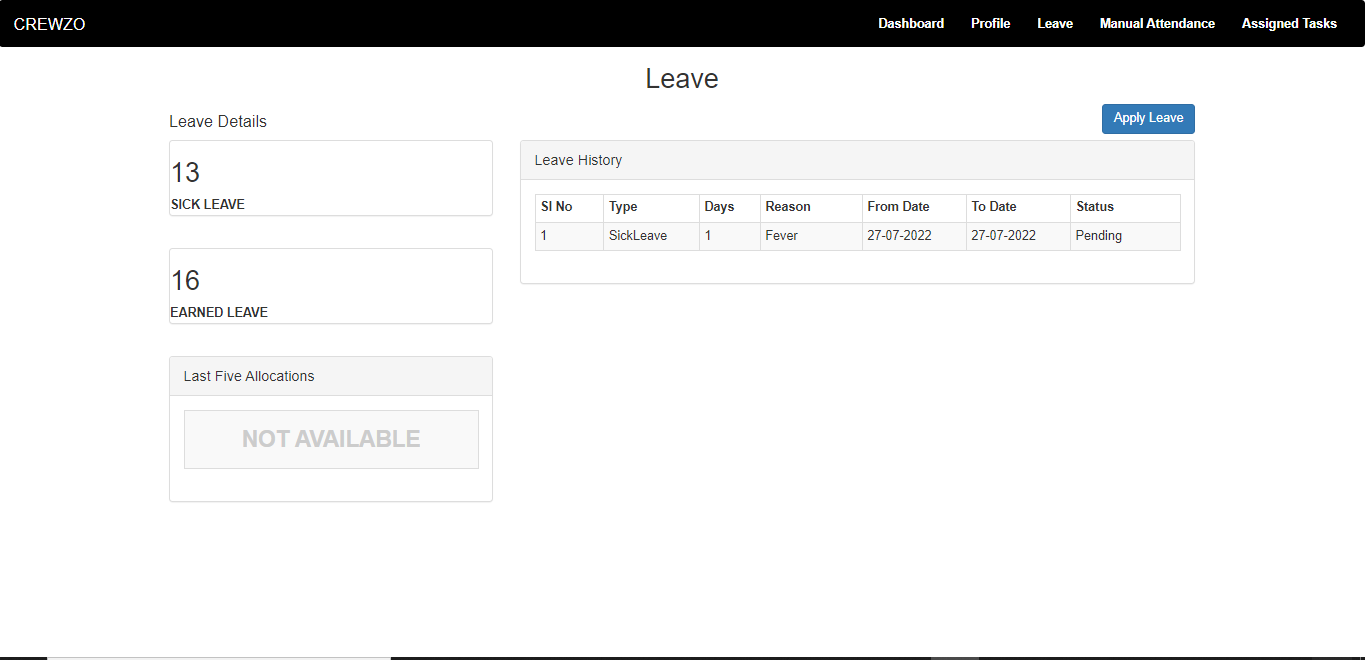 CREWZO Dashboard Profile Leave Manual Attendance Assigned Tasks
Leave
Leave Details
Apply Leave
13
SICK LEAVE
16
EARNED LEAVE
Last Five Allocations
NOT AVAILABLE
Leave History
Sl No Type Days Reason From Date To Date Status
1 SickLeave 1 Fever 27-07-2022 27-07-2022 Pending